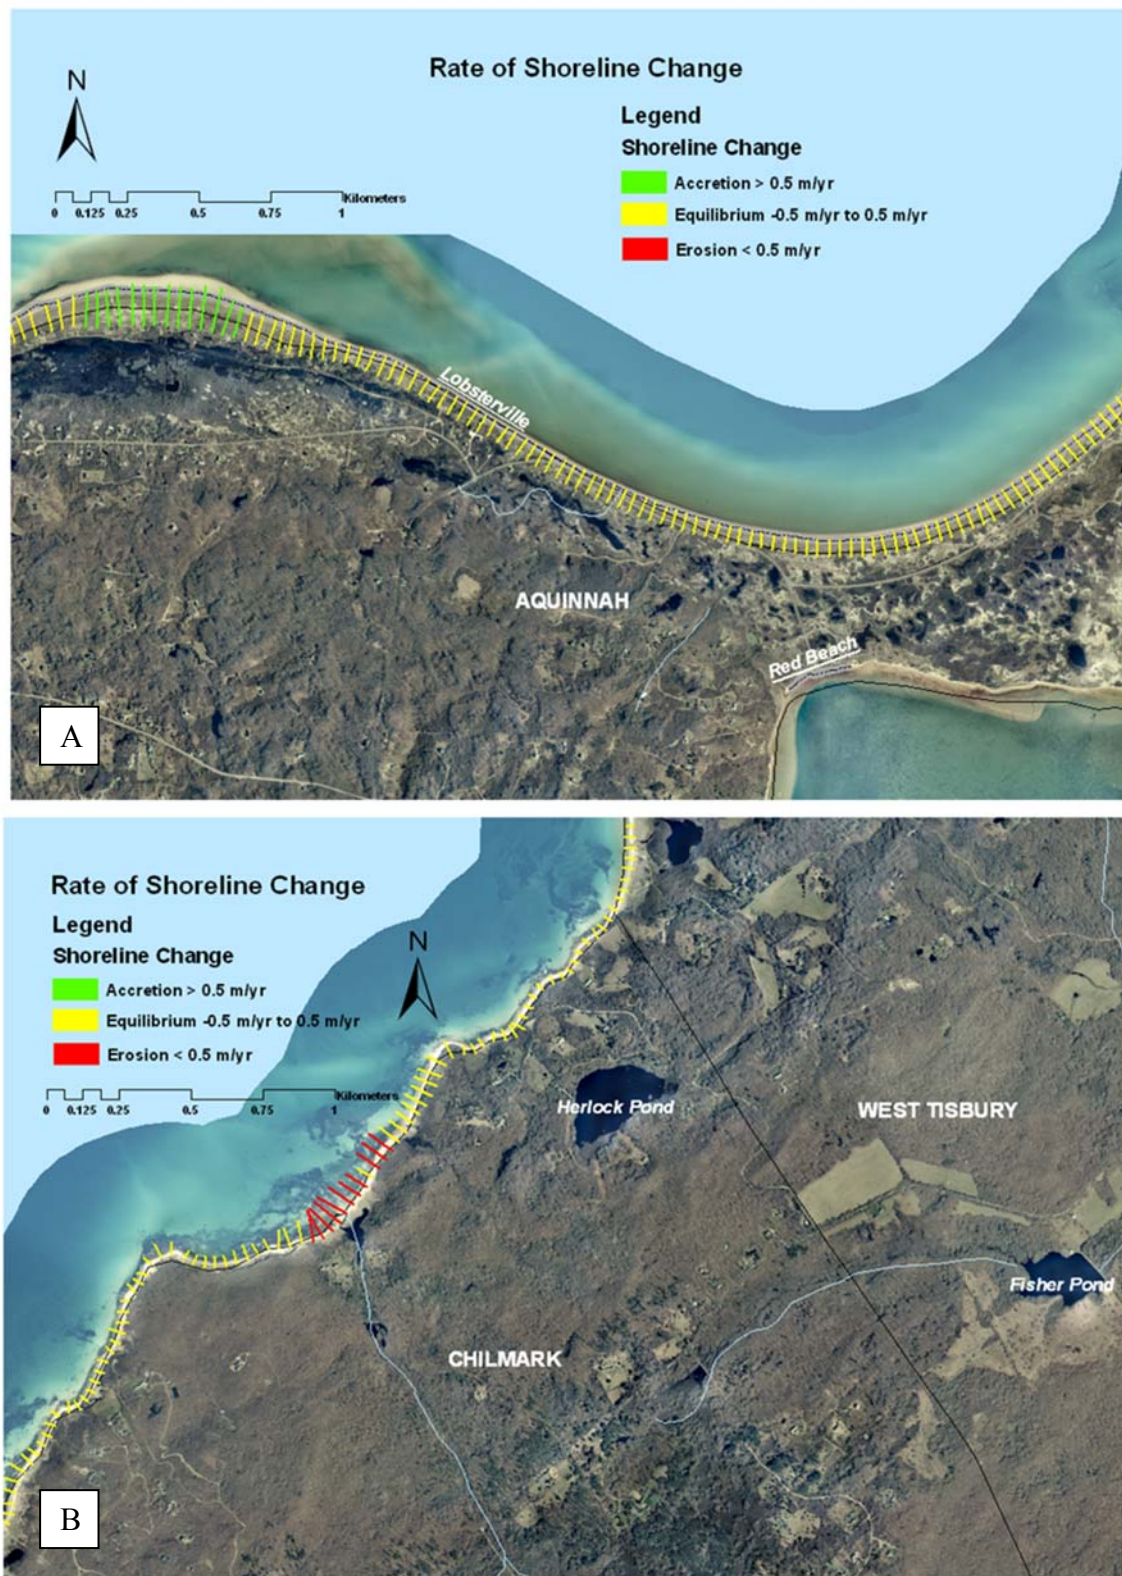 Rate of Shoreline Change
N
Legend
Shoreline Change
Accretion > 0.5 m/yr
Equilibrium -0.5 m/yr to 0.5 m/yr
Erosion < 0.5 m/yr
Kilometers
0 0.125 0.25 0.5 0.75 1
Lobsterville
AQUINNAH
Red Beach
A
Rate of Shoreline Change
Legend
Shoreline Change
N
Accretion > 0.5 m/yr
Equilibrium -0.5 m/yr to 0.5 m/yr
Erosion < 0.5 m/yr
Kilometers
0 0.125 0.25 0.5 0.75 1
Herlock Pond
WEST TISBURY
Fisher Pond
CHILMARK
B